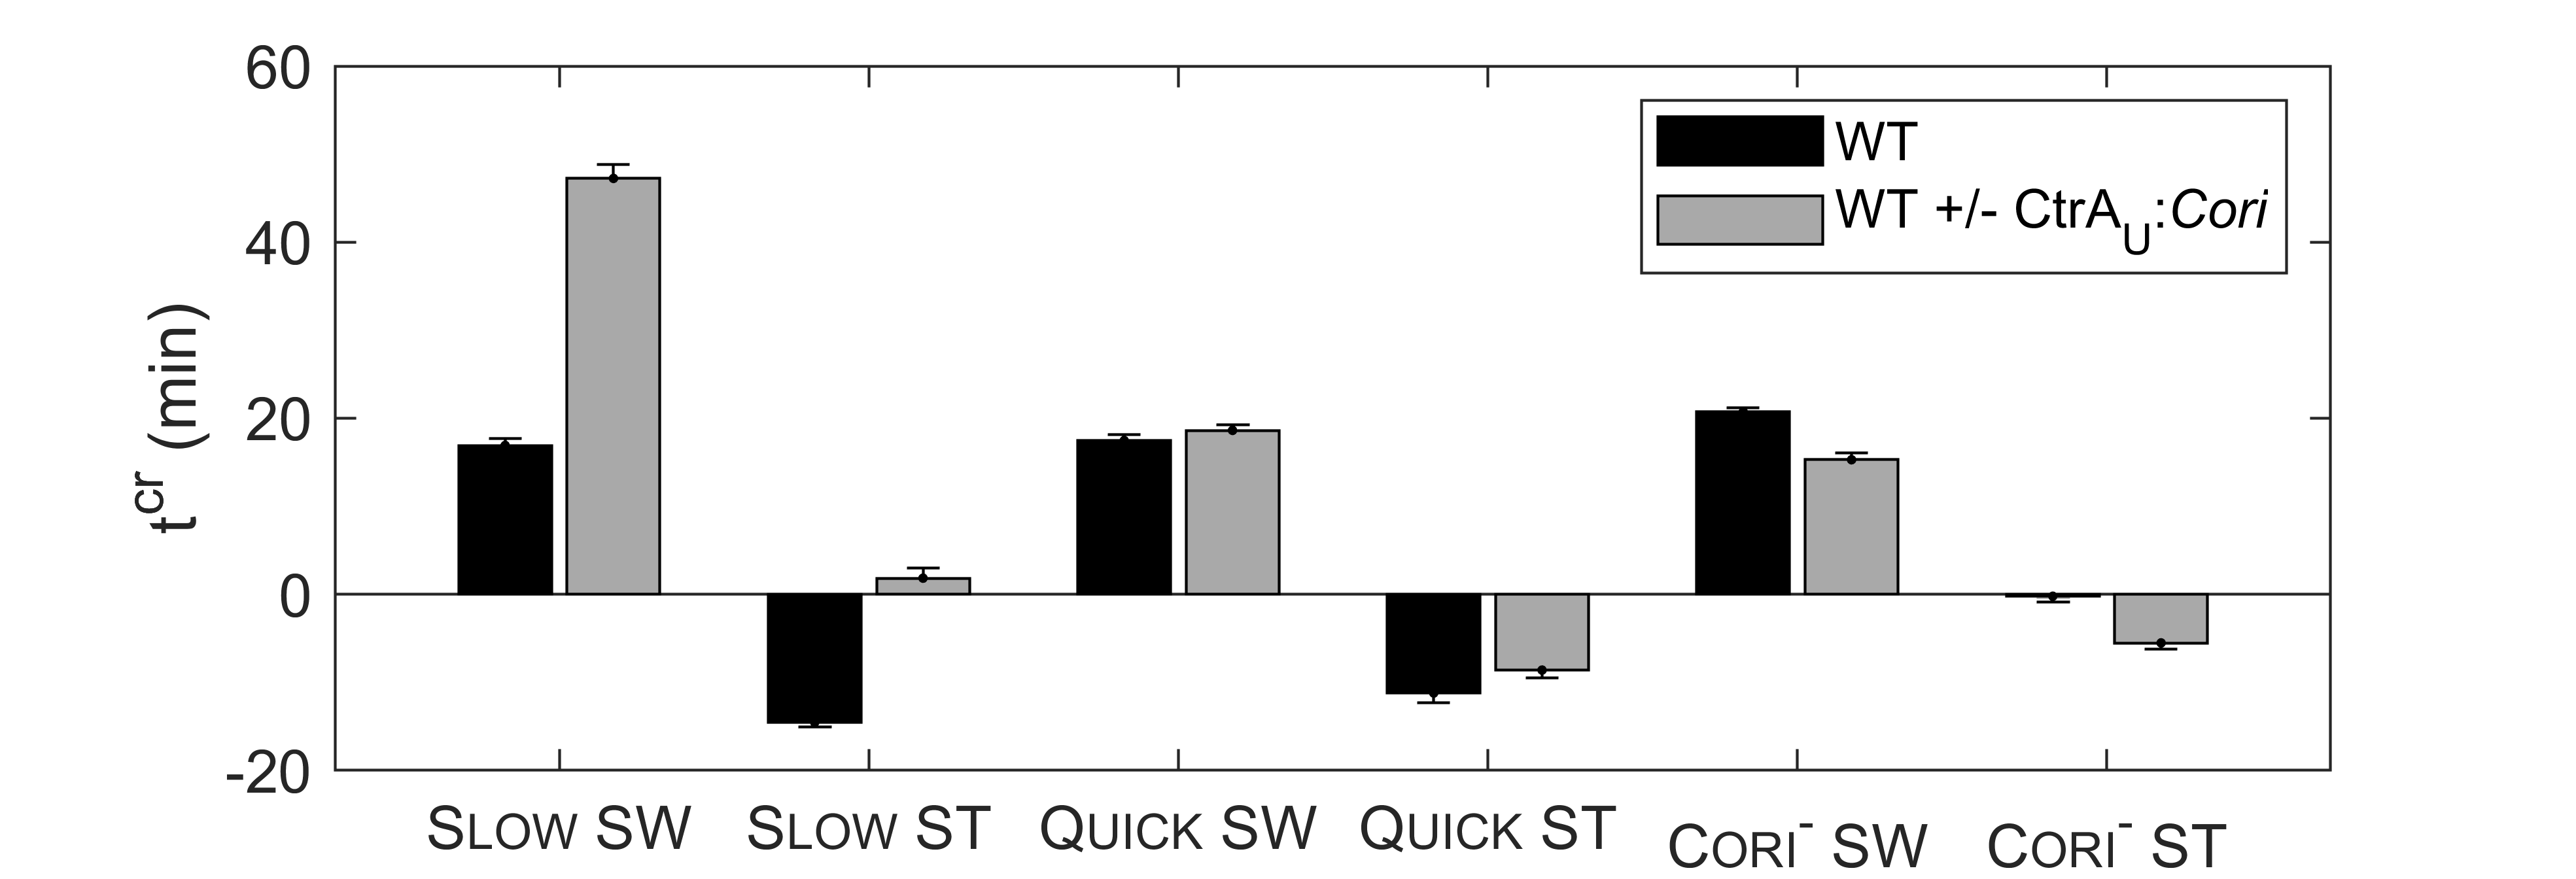 60
40
20
0
-20
t^cr (min)
WT
WT +/- CtrA_U:Cori
SLOW SW
SLOW ST
QUICK SW
QUICK ST
CORI^- SW
CORI^- ST